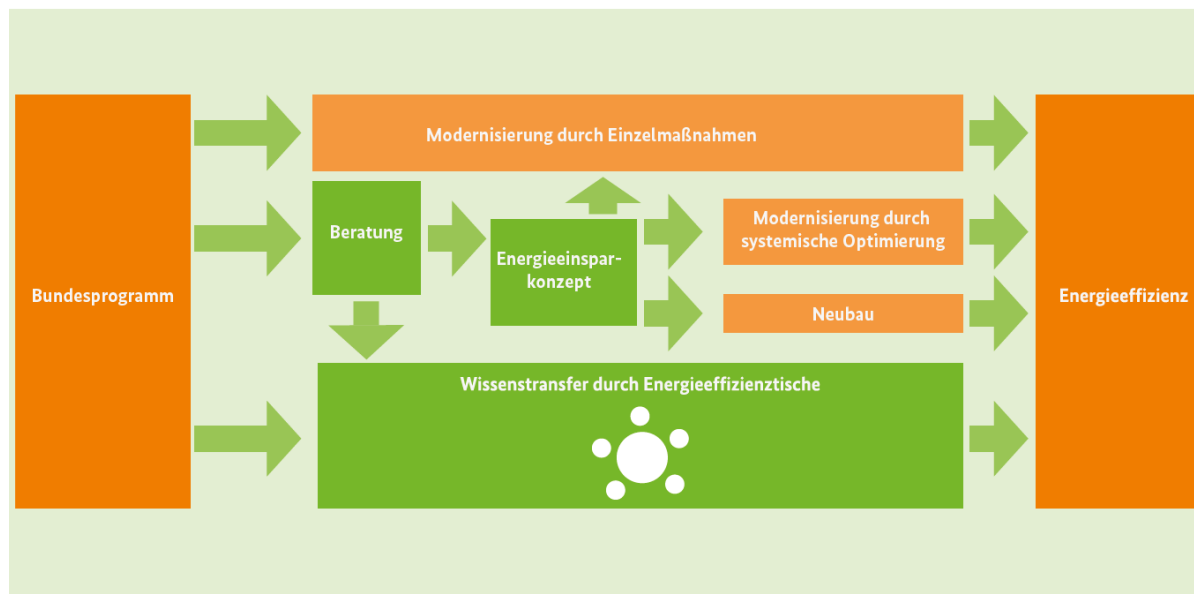 Modernisierung durch Einzelmaßnahmen
Beratung
Energieeinspar-
konzept
Modernisierung durch
systemische Optimierung
Bundesprogramm
Energieeffizienz
Neubau
Wissenstransfer durch Energieeffizienztische